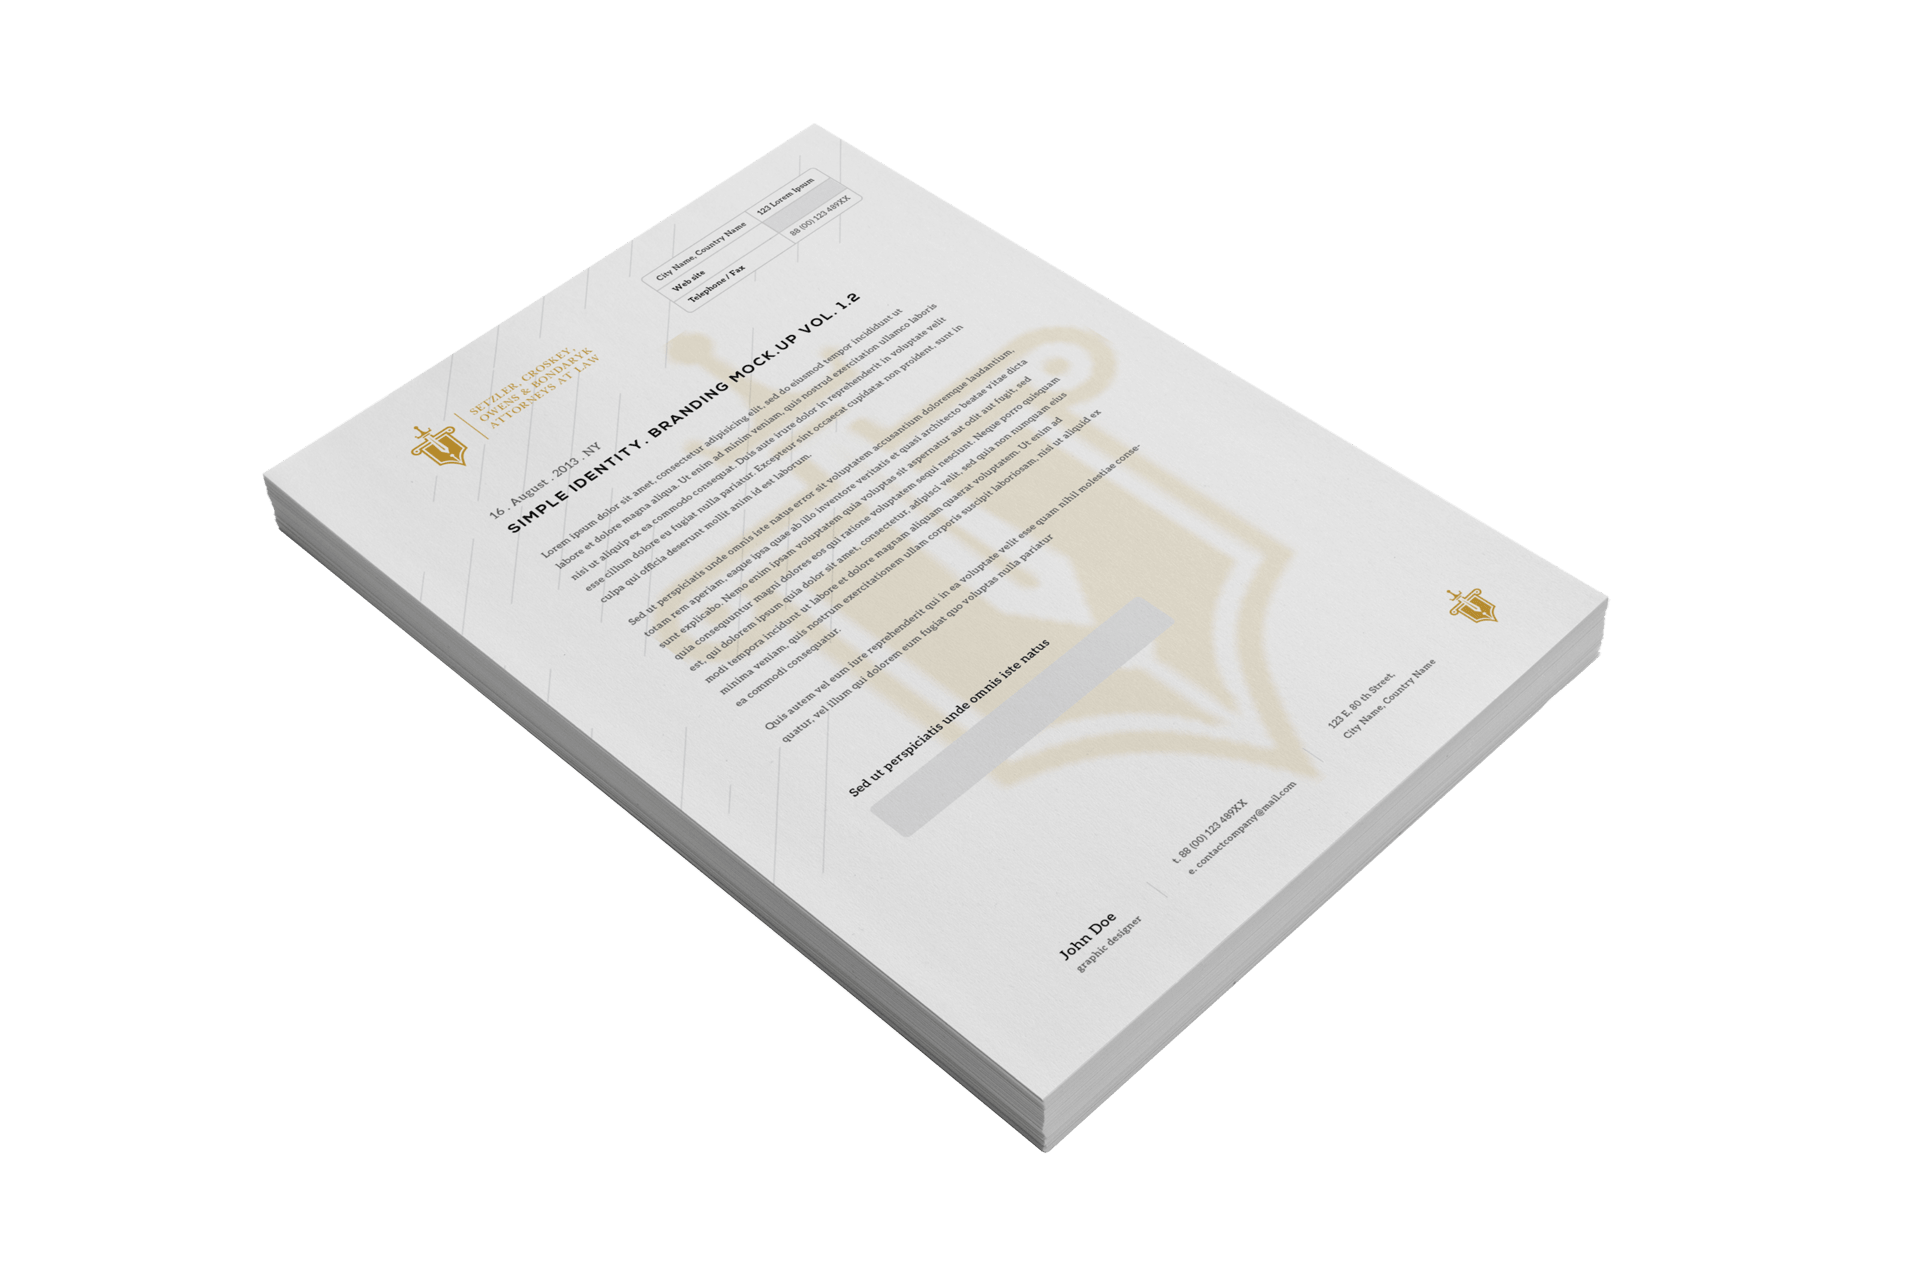 123 Lorem Ipsum
City Name, Country Name
88 (00) 123 489XX
Web site
Telephone / Fax
SETZLER, CROSKEY,
OWENS & BONDARYK
ATTORNEYS AT LAW
16 . August . 2013 . NY
SIMPLE IDENTITY. BRANDING MOCK.UP VOL. 1.2
Lorem ipsum dolor sit amet, consectetur adipisicing elit, sed do eiusmod tempor incididunt ut
labore et dolore magna aliqua. Ut enim ad minim veniam, quis nostrud exercitation ullamco laboris
nisi ut aliquip ex ea commodo consequat. Duis aute irure dolor in reprehenderit in voluptate velit
esse cillum dolore eu fugiat nulla pariatur. Excepteur sint occaecat cupidatat non proident, sunt in
culpa qui officia deserunt mollit anim id est laborum.
Sed ut perspiciatis unde omnis iste natus error sit voluptatem accusantium doloremque laudantium,
totam rem aperiam, eaque ipsa quae ab illo inventore veritatis et quasi architecto beatae vitae dicta
sunt explicabo. Nemo enim ipsam voluptatem quia voluptas sit aspernatur aut odit aut fugit, sed
quia consequuntur magni dolores eos qui ratione voluptatem sequi nesciunt. Neque porro quisquam
est, qui dolorem ipsum quia dolor sit amet, consectetur, adipisci velit, sed quia non numquam eius
modi tempora incidunt ut labore et dolore magnam aliquam quaerat voluptatem. Ut enim ad
minima veniam, quis nostrum exercitationem ullam corporis suscipit laboriosam, nisi ut aliquid ex
ea commodi consequatur.
Quis autem vel eum iure reprehenderit qui in ea voluptate velit esse quam nihil molestiae conse-
quatur, vel illum qui dolorem eum fugiat quo voluptas nulla pariatur
Sed ut perspiciatis unde omnis iste natus
123 E. 80 th Street,
City Name, Country Name
t. 88 (00) 123 489XX
e. contactcompany@mail.com
John Doe
graphic designer